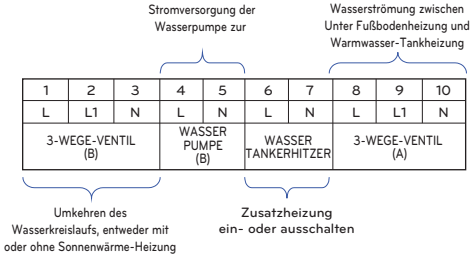 Stromversorgung der
Wasserpumpe zur
Wasserströmung zwischen
Unter Fußbodenheizung und
Warmwasser-Tankheizung
1 2 3 4 5 6 7 8 9 10
L L1 N L N L N L L1 N
3-WEGE-VENTIL
(B)
WASSER
PUMPE
(B)
WASSER
TANKERHITZER
3-WEGE-VENTIL
(A)
Umkehren des
Wasserkreislaufs, entweder mit
oder ohne Sonnenwärme-Heizung
Zusatzheizung
ein- oder ausschalten